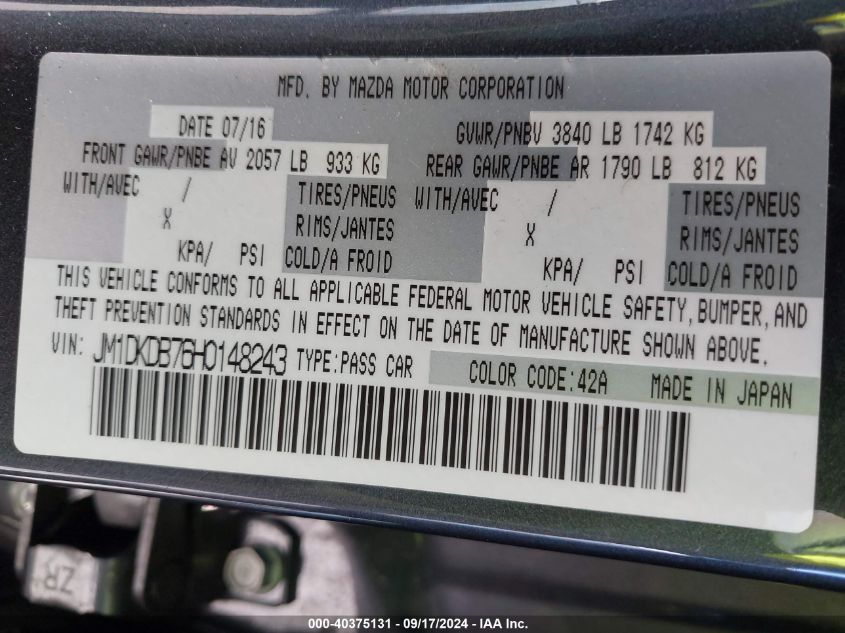 MFD. BY MAZDA MOTOR CORPORATION
DATE 07/16 GVWR/PNBV 3840 LB 1742 KG
FRONT GAWR/PNBE AV 2057 LB 933 KG REAR GAWR/PNBE AR 1790 LB 812 KG
WITH/AVEC / TIRES/PNEUS WITH/AVEC / TIRES/PNEUS
X RIMS/JANTES X RIMS/JANTES
KPA/ PSI COLD/A FROID KPA/ PSI COLD/A FROID
THIS VEHICLE CONFORMS TO ALL APPLICABLE FEDERAL MOTOR VEHICLE SAFETY, BUMPER, AND
THEFT PREVENTION STANDARDS IN EFFECT ON THE DATE OF MANUFACTURE SHOWN ABOVE.
VIN: JM1DKDB76H0148243 TYPE: PASS CAR COLOR CODE: 42A MADE IN JAPAN
ZR
000-40375131 - 09/17/2024 - IAA Inc.